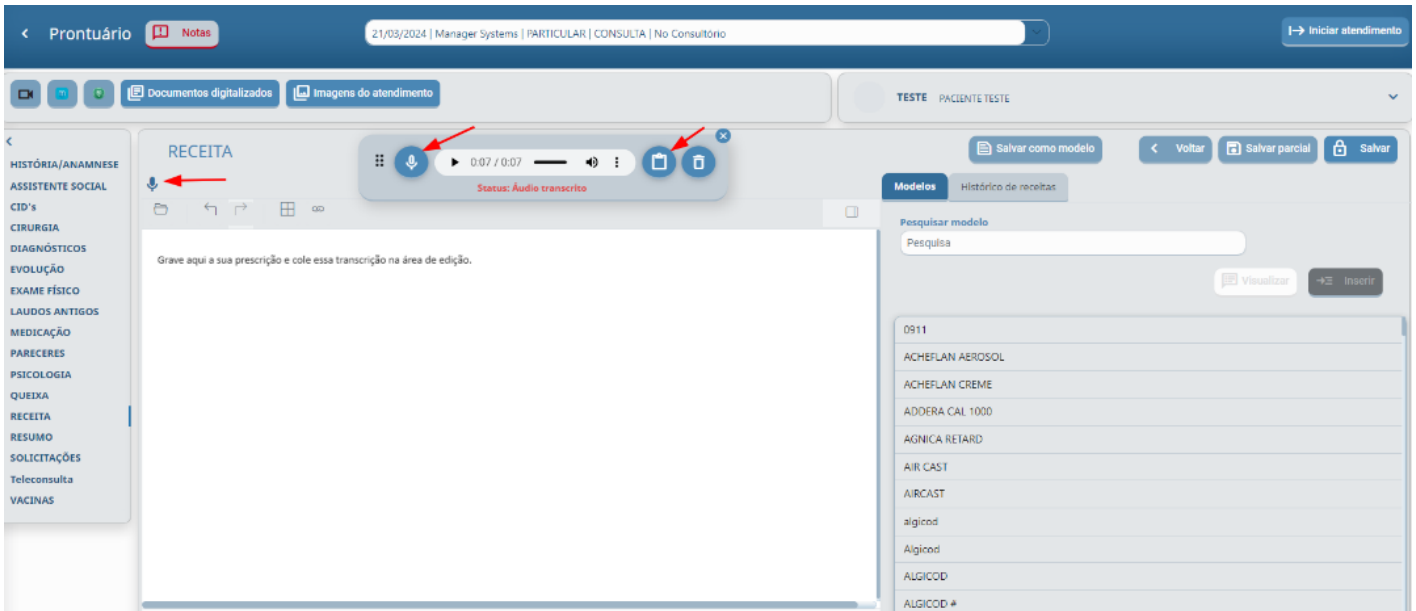 Prontuário
Notas
21/03/2024 | Manager Systems | PARTICULAR | CONSULTA | No Consultório
Iniciar atendimento
Documentos digitalizados
Imagens do atendimento
TESTE PACIENTE TESTE
HISTÓRIA/ANAMNESE
ASSISTENTE SOCIAL
CID's
CIRURGIA
DIAGNÓSTICOS
EVOLUÇÃO
EXAME FÍSICO
LAUDOS ANTIGOS
MEDICAÇÃO
PARECERES
PSICOLOGIA
QUEIXA
RECEITA
RESUMO
SOLICITAÇÕES
Teleconsulta
VACINAS
RECEITA
0:07 / 0:07
Status: Áudio transcrito
Grave aqui a sua prescrição e cole essa transcrição na área de edição.
Salvar como modelo
Voltar
Salvar parcial
Salvar
Modelos
Histórico de receitas
Pesquisar modelo
Pesquisa
Visualizar
Inserir
0911
ACHEFLAN AEROSOL
ACHEFLAN CREME
ADDERA CAL 1000
AGNICA RETARD
AIR CAST
AIRCAST
algicod
Algicod
ALGICOD
ALGICOD #